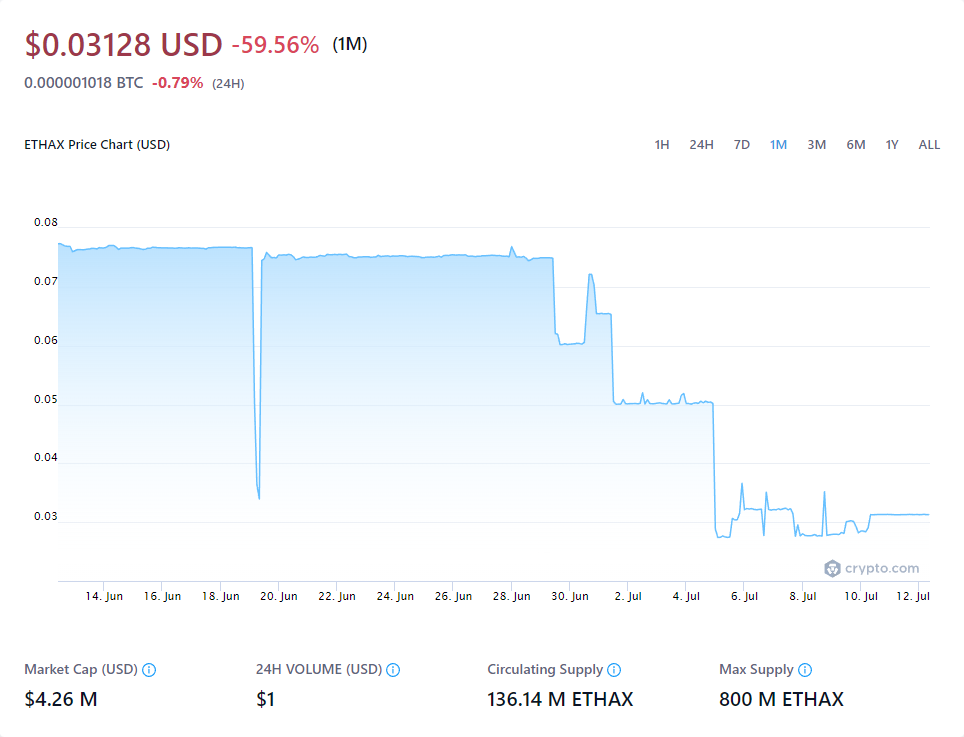 $0.03128 USD -59.56% (1M)
0.000001018 BTC -0.79% (24H)
ETHAX Price Chart (USD) 1H 24H 7D 1M 3M 6M 1Y ALL
0.08
0.07
0.06
0.05
0.04
0.03
crypto.com
14. Jun 16. Jun 18. Jun 20. Jun 22. Jun 24. Jun 26. Jun 28. Jun 30. Jun 2. Jul 4. Jul 6. Jul 8. Jul 10. Jul 12. Jul
Market Cap (USD) 24H VOLUME (USD) Circulating Supply Max Supply
$4.26 M $1 136.14 M ETHAX 800 M ETHAX